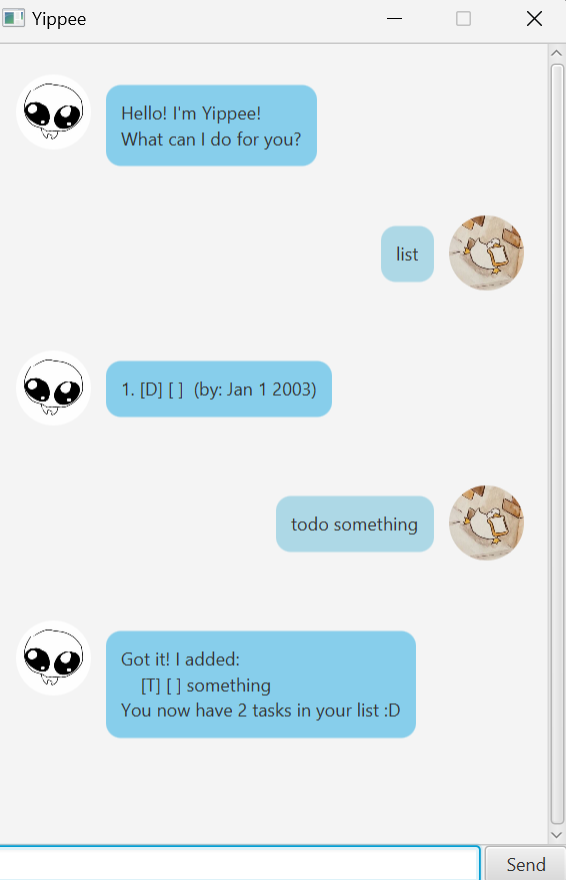 Yippee
Hello! I'm Yippee!
What can I do for you?
list
1. [D] [ ]  (by: Jan 1 2003)
todo something
Got it! I added:
[T] [ ] something
You now have 2 tasks in your list :D
Send